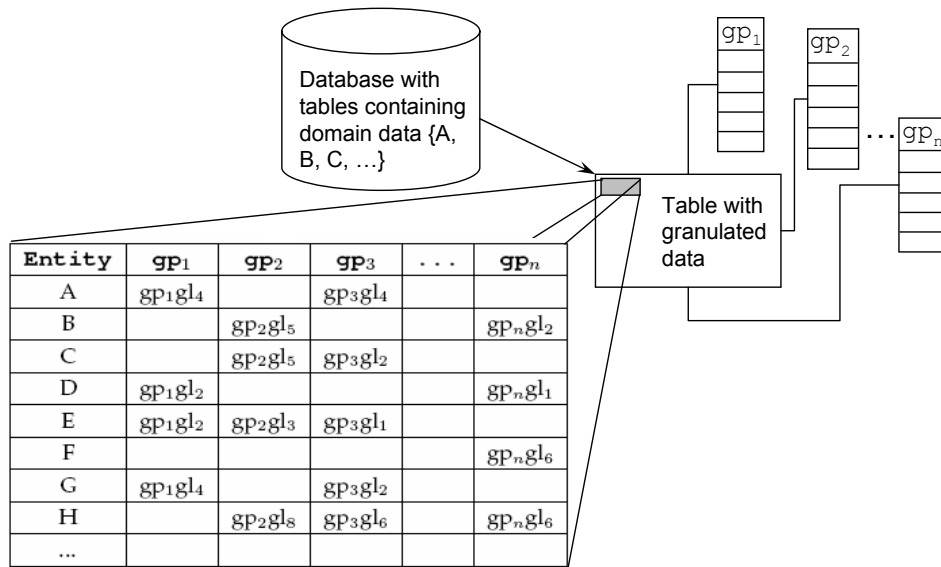 Database with
tables containing
domain data {A,
B, C, …}
gp₁
gp₂
...
gpₙ
Table with
granulated
data
Entity gp₁ gp₂ gp₃ ... gpₙ
A gp₁gl₄ gp₃gl₄
B gp₂gl₅ gpₙgl₂
C gp₂gl₅ gp₃gl₂
D gp₁gl₂ gpₙgl₁
E gp₁gl₂ gp₂gl₃ gp₃gl₁
F gpₙgl₆
G gp₁gl₄ gp₃gl₂
H gp₂gl₈ gp₃gl₆ gpₙgl₆
...